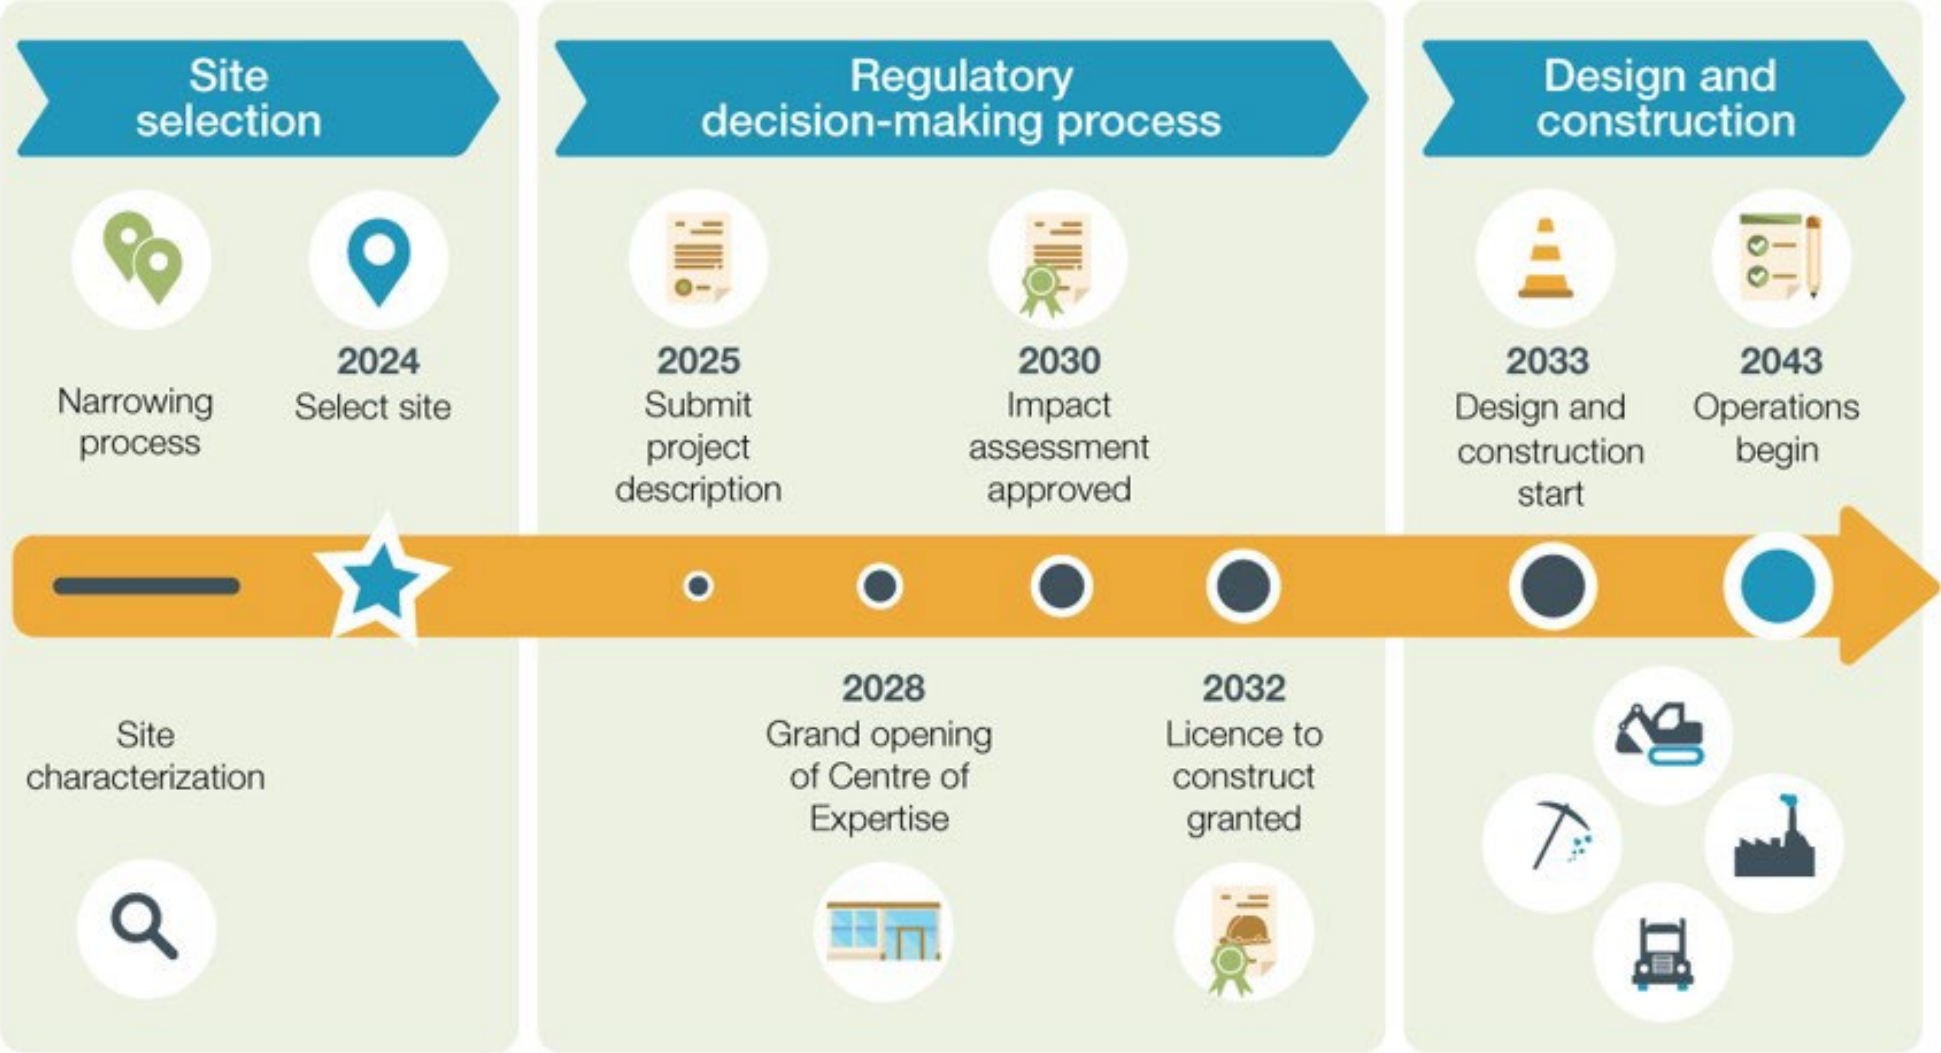 Site
selection
Narrowing
process
2024
Select site
Site
characterization
Regulatory
decision-making process
2025
Submit
project
description
2028
Grand opening
of Centre of
Expertise
2030
Impact
assessment
approved
2032
Licence to
construct
granted
Design and
construction
2033
Design and
construction
start
2043
Operations
begin